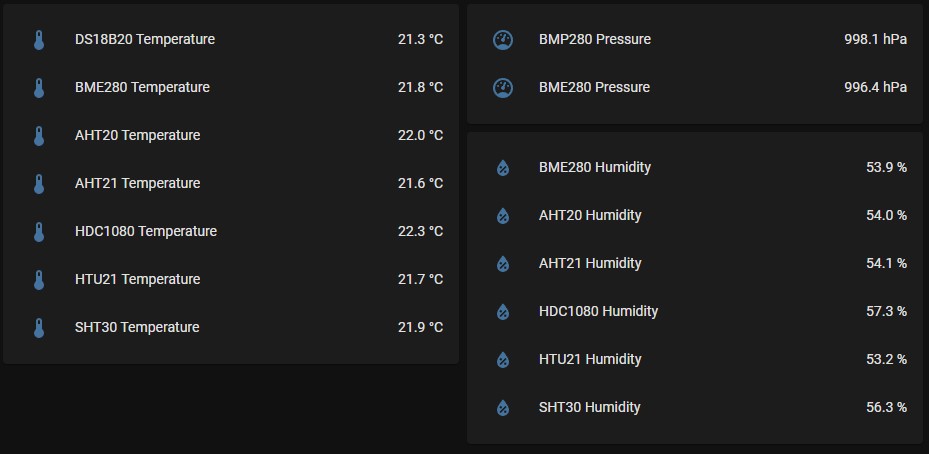 DS18B20 Temperature 21.3 °C
BME280 Temperature 21.8 °C
AHT20 Temperature 22.0 °C
AHT21 Temperature 21.6 °C
HDC1080 Temperature 22.3 °C
HTU21 Temperature 21.7 °C
SHT30 Temperature 21.9 °C
BMP280 Pressure 998.1 hPa
BME280 Pressure 996.4 hPa
BME280 Humidity 53.9 %
AHT20 Humidity 54.0 %
AHT21 Humidity 54.1 %
HDC1080 Humidity 57.3 %
HTU21 Humidity 53.2 %
SHT30 Humidity 56.3 %